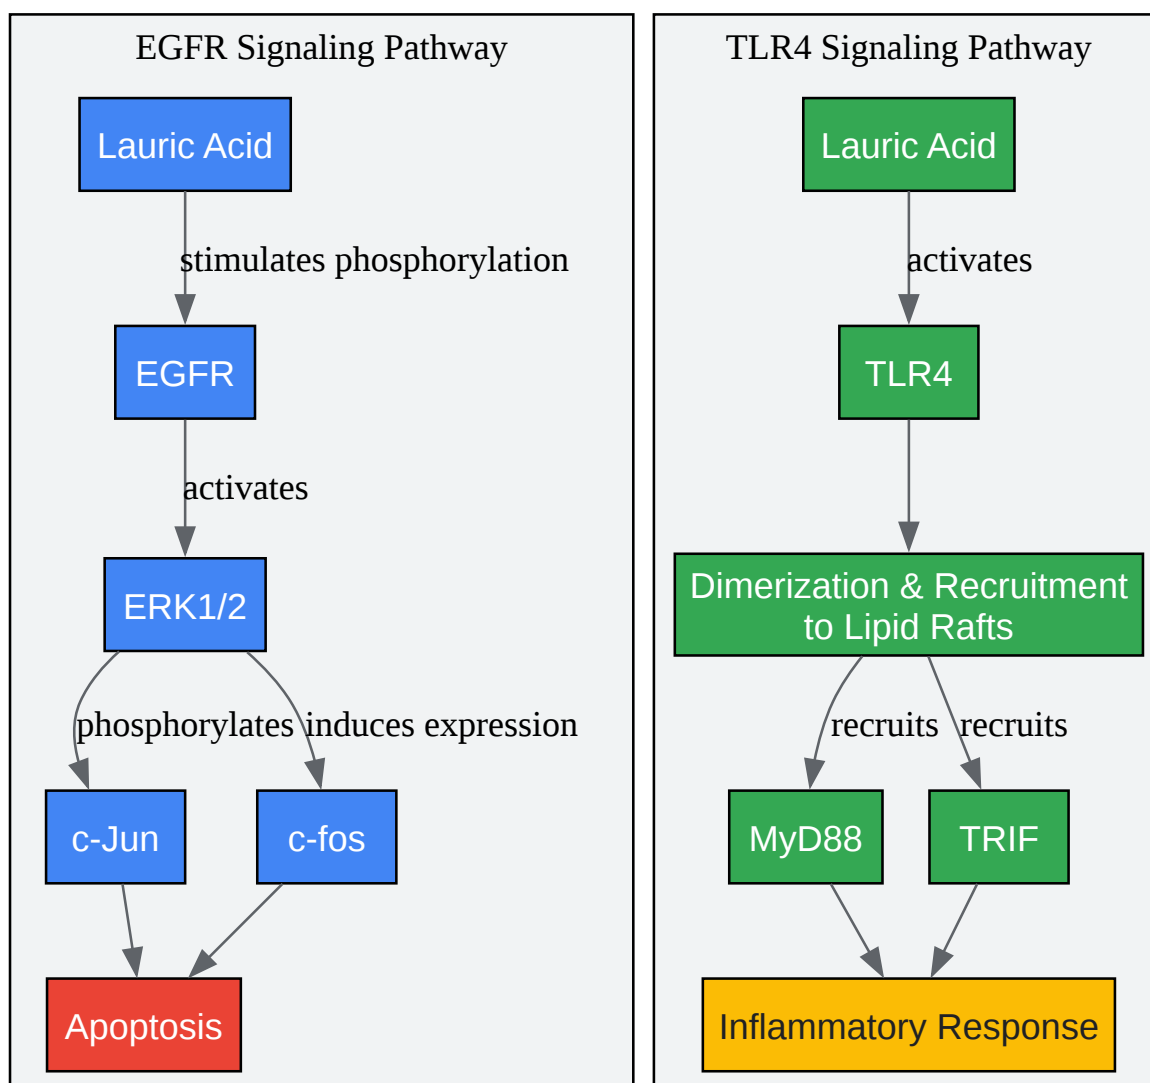 EGFR Signaling Pathway
Lauric Acid
stimulates phosphorylation
EGFR
activates
ERK1/2
phosphorylates
induces expression
c-Jun
c-fos
Apoptosis
TLR4 Signaling Pathway
Lauric Acid
activates
TLR4
Dimerization & Recruitment
to Lipid Rafts
recruits
recruits
MyD88
TRIF
Inflammatory Response